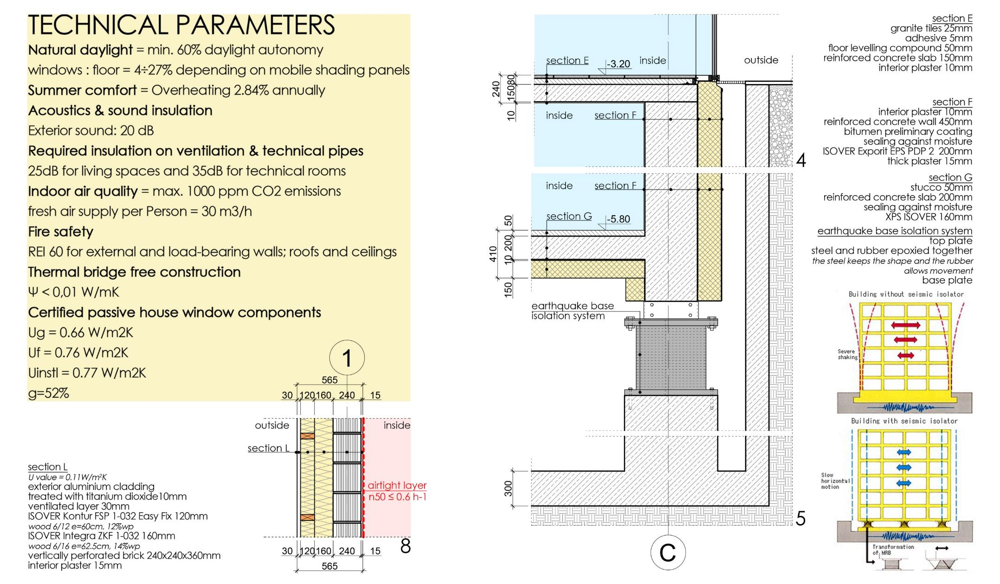 TECHNICAL PARAMETERS
Natural daylight = min. 60% daylight autonomy
windows : floor = 4÷27% depending on mobile shading panels
Summer comfort = Overheating 2.84% annually
Acoustics & sound insulation
Exterior sound: 20 dB
Required insulation on ventilation & technical pipes
25dB for living spaces and 35dB for technical rooms
Indoor air quality = max. 1000 ppm CO2 emissions
fresh air supply per Person = 30 m3/h
Fire safety
REI 60 for external and load-bearing walls; roofs and ceilings
Thermal bridge free construction
Ψ < 0,01 W/mK
Certified passive house window components
Ug = 0.66 W/m2K
Uf = 0.76 W/m2K
Uinstl = 0.77 W/m2K
g=52%
1
565
30 120 160 240 15
outside
inside
section L
airtight layer
n50 ≤ 0.6 h-1
8
30 120 160 240 15
565
section L
U value = 0.11W/m²K
exterior aluminium cladding
treated with titanium dioxide10mm
ventilated layer 30mm
ISOVER Kontur FSP 1-032 Easy Fix 120mm
wood 6/12 e=60cm, 12%wp
ISOVER Integra ZKF 1-032 160mm
wood 6/16 e=62.5cm, 14%wp
vertically perforated brick 240x240x360mm
interior plaster 15mm
section E
-3.20
inside
outside
240
80
150
10
inside
section F
4
inside
section F
section G
-5.80
50
200
10
410
150
earthquake base
isolation system
300
5
C
section E
granite tiles 25mm
adhesive 5mm
floor levelling compound 50mm
reinforced concrete slab 150mm
interior plaster 10mm
section F
interior plaster 10mm
reinforced concrete wall 450mm
bitumen preliminary coating
sealing against moisture
ISOVER Exporit EPS PDP 2 200mm
thick plaster 15mm
section G
stucco 50mm
reinforced concrete slab 200mm
sealing against moisture
XPS ISOVER 160mm
earthquake base isolation system
top plate
steel and rubber epoxied together
the steel keeps the shape and the rubber
allows movement
base plate
Building without seismic isolator
Severe
shaking
Building with seismic isolator
Slow
horizontal
motion
Transformation
of MRB